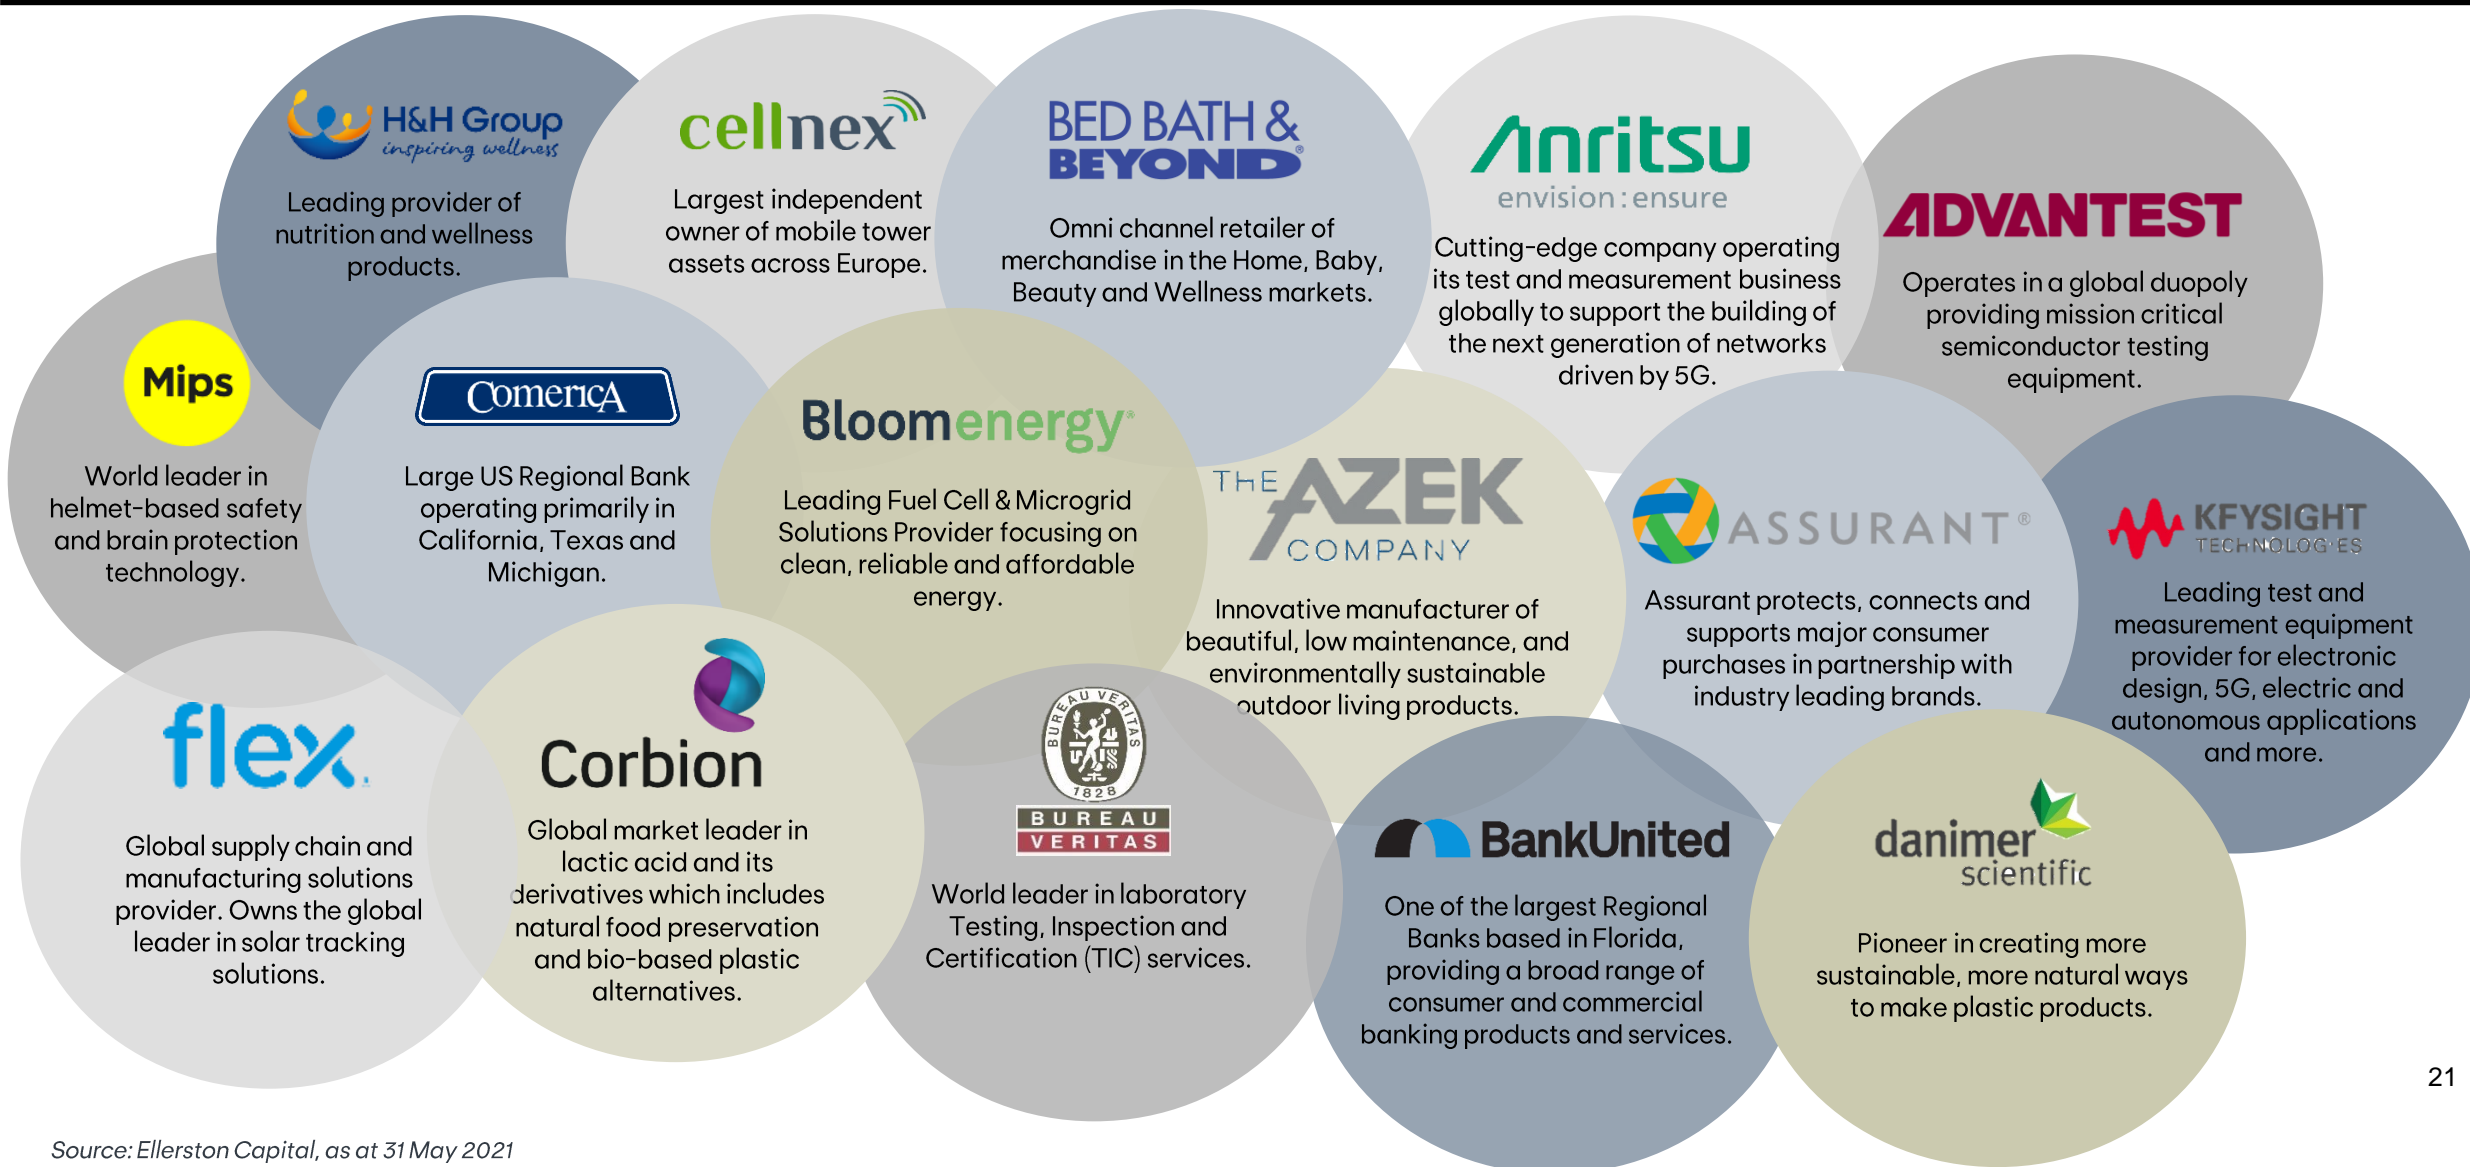 H&H Group
inspiring wellness
Leading provider of
nutrition and wellness
products.
cellnex
Largest independent
owner of mobile tower
assets across Europe.
BED BATH &
BEYOND®
Omni channel retailer of
merchandise in the Home, Baby,
Beauty and Wellness markets.
Anritsu
envision : ensure
Cutting-edge company operating
its test and measurement business
globally to support the building of
the next generation of networks
driven by 5G.
ADVANTEST
Operates in a global duopoly
providing mission critical
semiconductor testing
equipment.
Mips
World leader in
helmet-based safety
and brain protection
technology.
Comerica
Large US Regional Bank
operating primarily in
California, Texas and
Michigan.
Bloomenergy®
Leading Fuel Cell & Microgrid
Solutions Provider focusing on
clean, reliable and affordable
energy.
THE
AZEK
COMPANY
Innovative manufacturer of
beautiful, low maintenance, and
environmentally sustainable
outdoor living products.
ASSURANT®
Assurant protects, connects and
supports major consumer
purchases in partnership with
industry leading brands.
KEYSIGHT
TECHNOLOGIES
Leading test and
measurement equipment
provider for electronic
design, 5G, electric and
autonomous applications
and more.
flex
Global supply chain and
manufacturing solutions
provider. Owns the global
leader in solar tracking
solutions.
Corbion
Global market leader in
lactic acid and its
derivatives which includes
natural food preservation
and bio-based plastic
alternatives.
BUREAU VERITAS
1828
BUREAU
VERITAS
World leader in laboratory
Testing, Inspection and
Certification (TIC) services.
BankUnited
One of the largest Regional
Banks based in Florida,
providing a broad range of
consumer and commercial
banking products and services.
danimer
scientific
Pioneer in creating more
sustainable, more natural ways
to make plastic products.
21
Source: Ellerston Capital, as at 31 May 2021